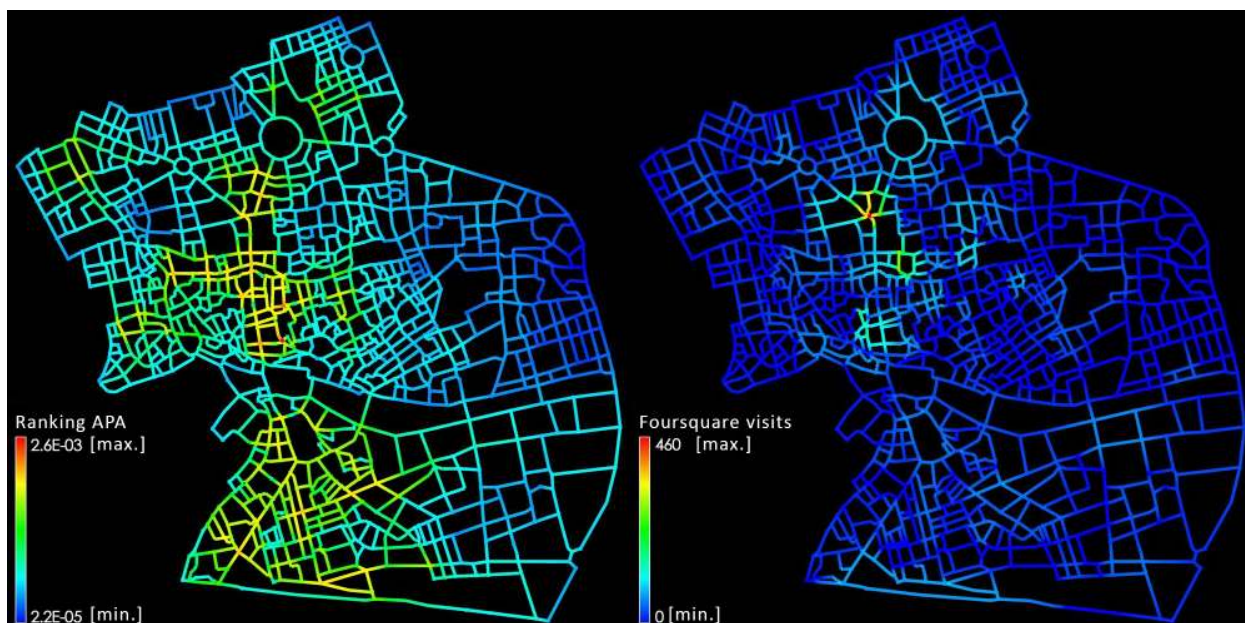 Ranking APA
2.6E-03 [max.]
2.2E-05 [min.]
Foursquare visits
460 [max.]
0 [min.]